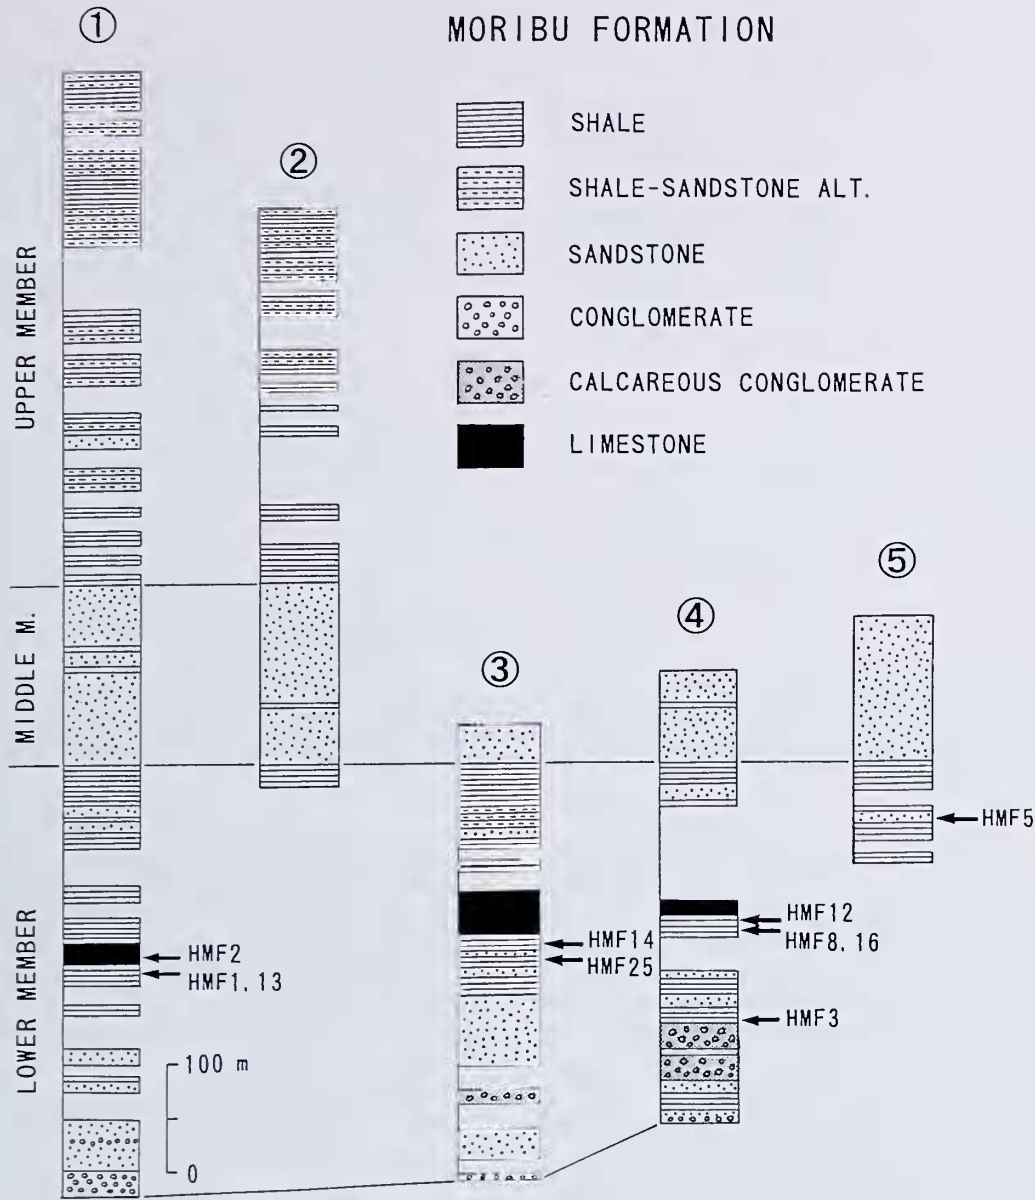 MORIBU FORMATION
①
②
③
④
⑤
SHALE
SHALE-SANDSTONE ALT.
SANDSTONE
CONGLOMERATE
CALCAREOUS CONGLOMERATE
LIMESTONE
UPPER MEMBER
MIDDLE M.
LOWER MEMBER
HMF2
HMF1, 13
100 m
0
HMF14
HMF25
HMF12
HMF8, 16
HMF3
HMF5